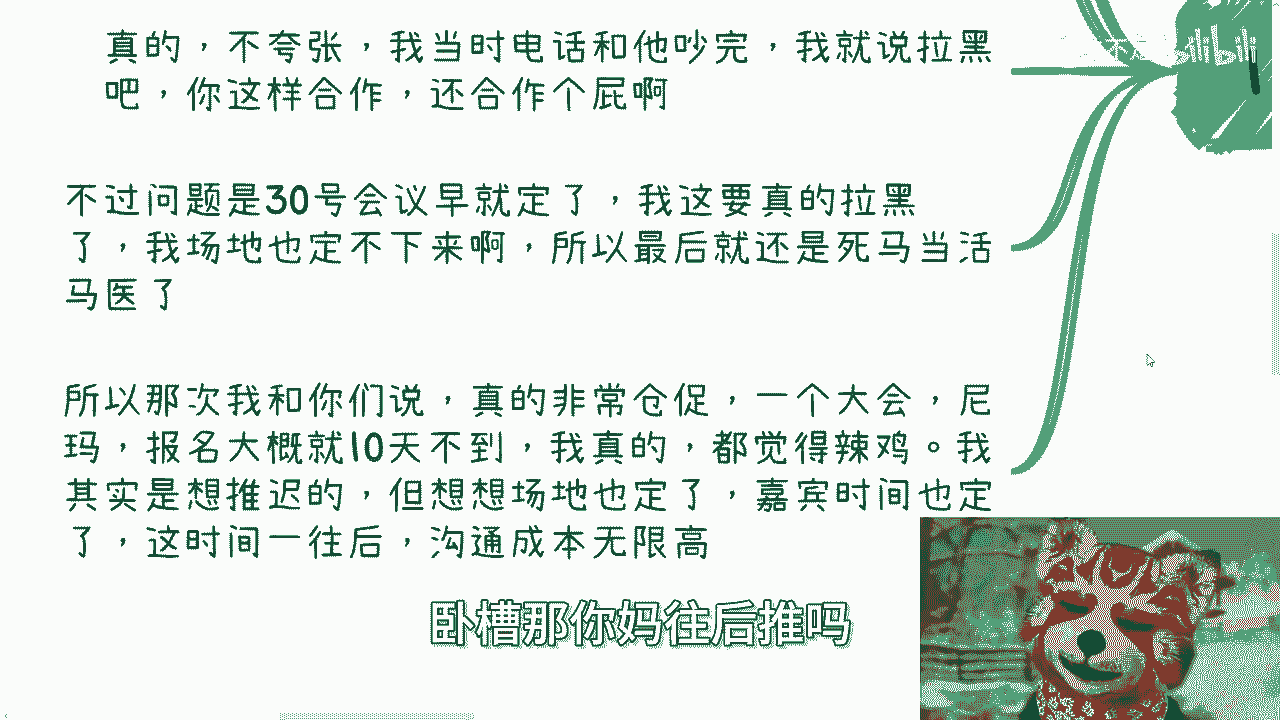 真的，不夸张，我当时电话和他吵完，我就说拉黑
吧，你这样合作，还合作个屁啊
不过问题是30号会议早就定了，我这要真的拉黑
了，我场地也定不下来啊，所以最后就还是死马当活
马医了
所以那次我和你们说，真的非常仓促，一个大会，尼
玛，报名大概就10天不到，我真的，都觉得辣鸡。我
其实是想推迟的，但想想场地也定了，嘉宾时间也定
了，这时间一往后，沟通成本无限高
卧槽那你妈往后推吗